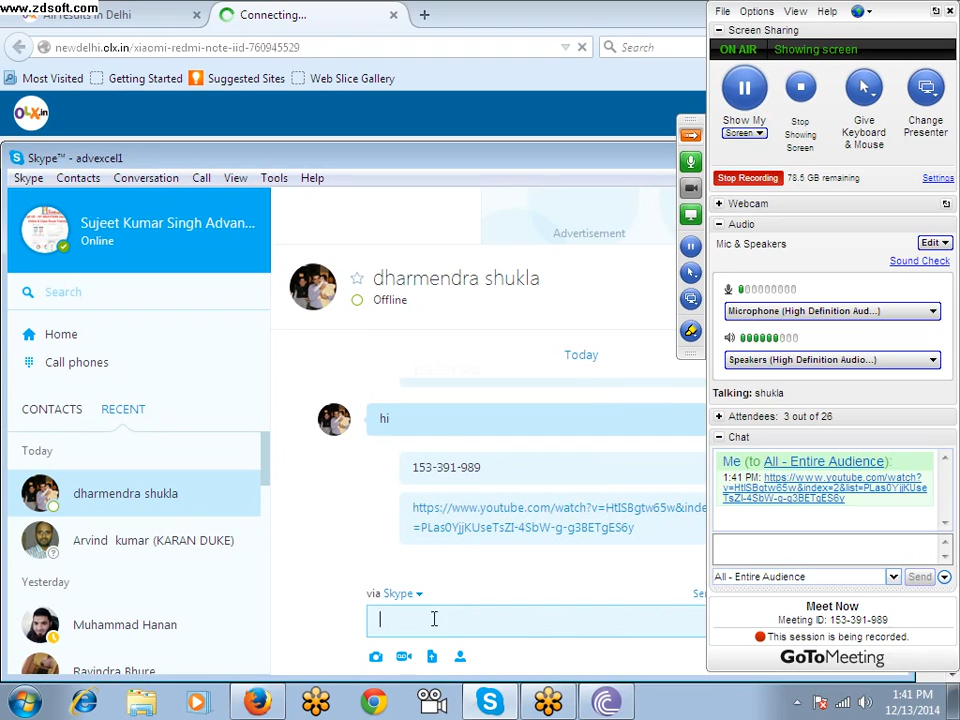 www.zdsoft.com
All results in Delhi
Connecting...
newdelhi.olx.in/xiaomi-redmi-note-iid-760945529
Search
Most Visited
Getting Started
Suggested Sites
Web Slice Gallery
OLX.in
Skype™ - advexcel1
Skype
Contacts
Conversation
Call
View
Tools
Help
Sujeet Kumar Singh Advan...
Online
Search
Home
Call phones
CONTACTS
RECENT
Today
dharmendra shukla
Arvind kumar (KARAN DUKE)
Yesterday
Muhammad Hanan
Ravindra Bhure
Advertisement
dharmendra shukla
Offline
Today
hi
153-391-989
https://www.youtube.com/watch?v=HtISBgtw65w&inde
=PLas0YjjKUseTsZI-4SbW-g-g3BETgES6y
via Skype
File
Options
View
Help
Screen Sharing
ON AIR
Showing screen
Show My
Screen
Stop
Showing
Screen
Give
Keyboard
& Mouse
Change
Presenter
Stop Recording
78.5 GB remaining
Settings
Webcam
Audio
Mic & Speakers
Edit
Sound Check
Microphone (High Definition Aud...)
Speakers (High Definition Audio...)
Talking: shukla
Attendees: 3 out of 26
Chat
Me (to All - Entire Audience):
1:41 PM: https://www.youtube.com/watch?
v=HtISBgtw65w&index=2&list=PLas0YjjKUse
TsZI-4SbW-g-g3BETgES6y
All - Entire Audience
Send
Meet Now
Meeting ID: 153-391-989
This session is being recorded.
GoToMeeting
1:41 PM
12/13/2014